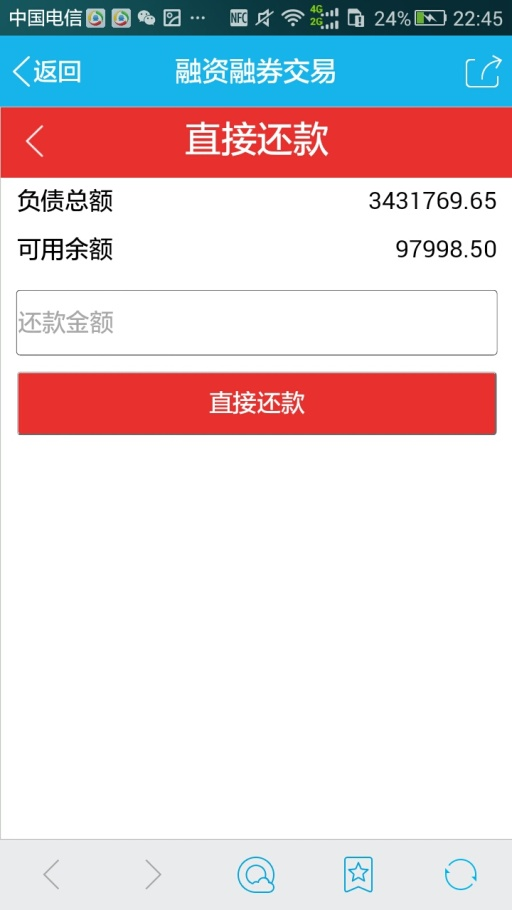 中国电信 ... NFC 4G 2G 24% 22:45
返回 融资融券交易
直接还款
负债总额 3431769.65
可用余额 97998.50
还款金额
直接还款